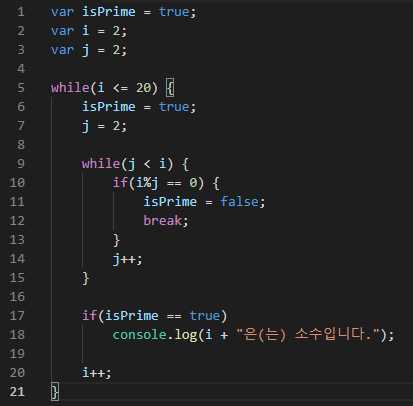 1 var isPrime = true;
2 var i = 2;
3 var j = 2;
4
5 while(i <= 20) {
6     isPrime = true;
7     j = 2;
8
9     while(j < i) {
10         if(i%j == 0) {
11             isPrime = false;
12             break;
13         }
14         j++;
15     }
16
17     if(isPrime == true)
18         console.log(i + "은(는) 소수입니다.");
19
20     i++;
21 }